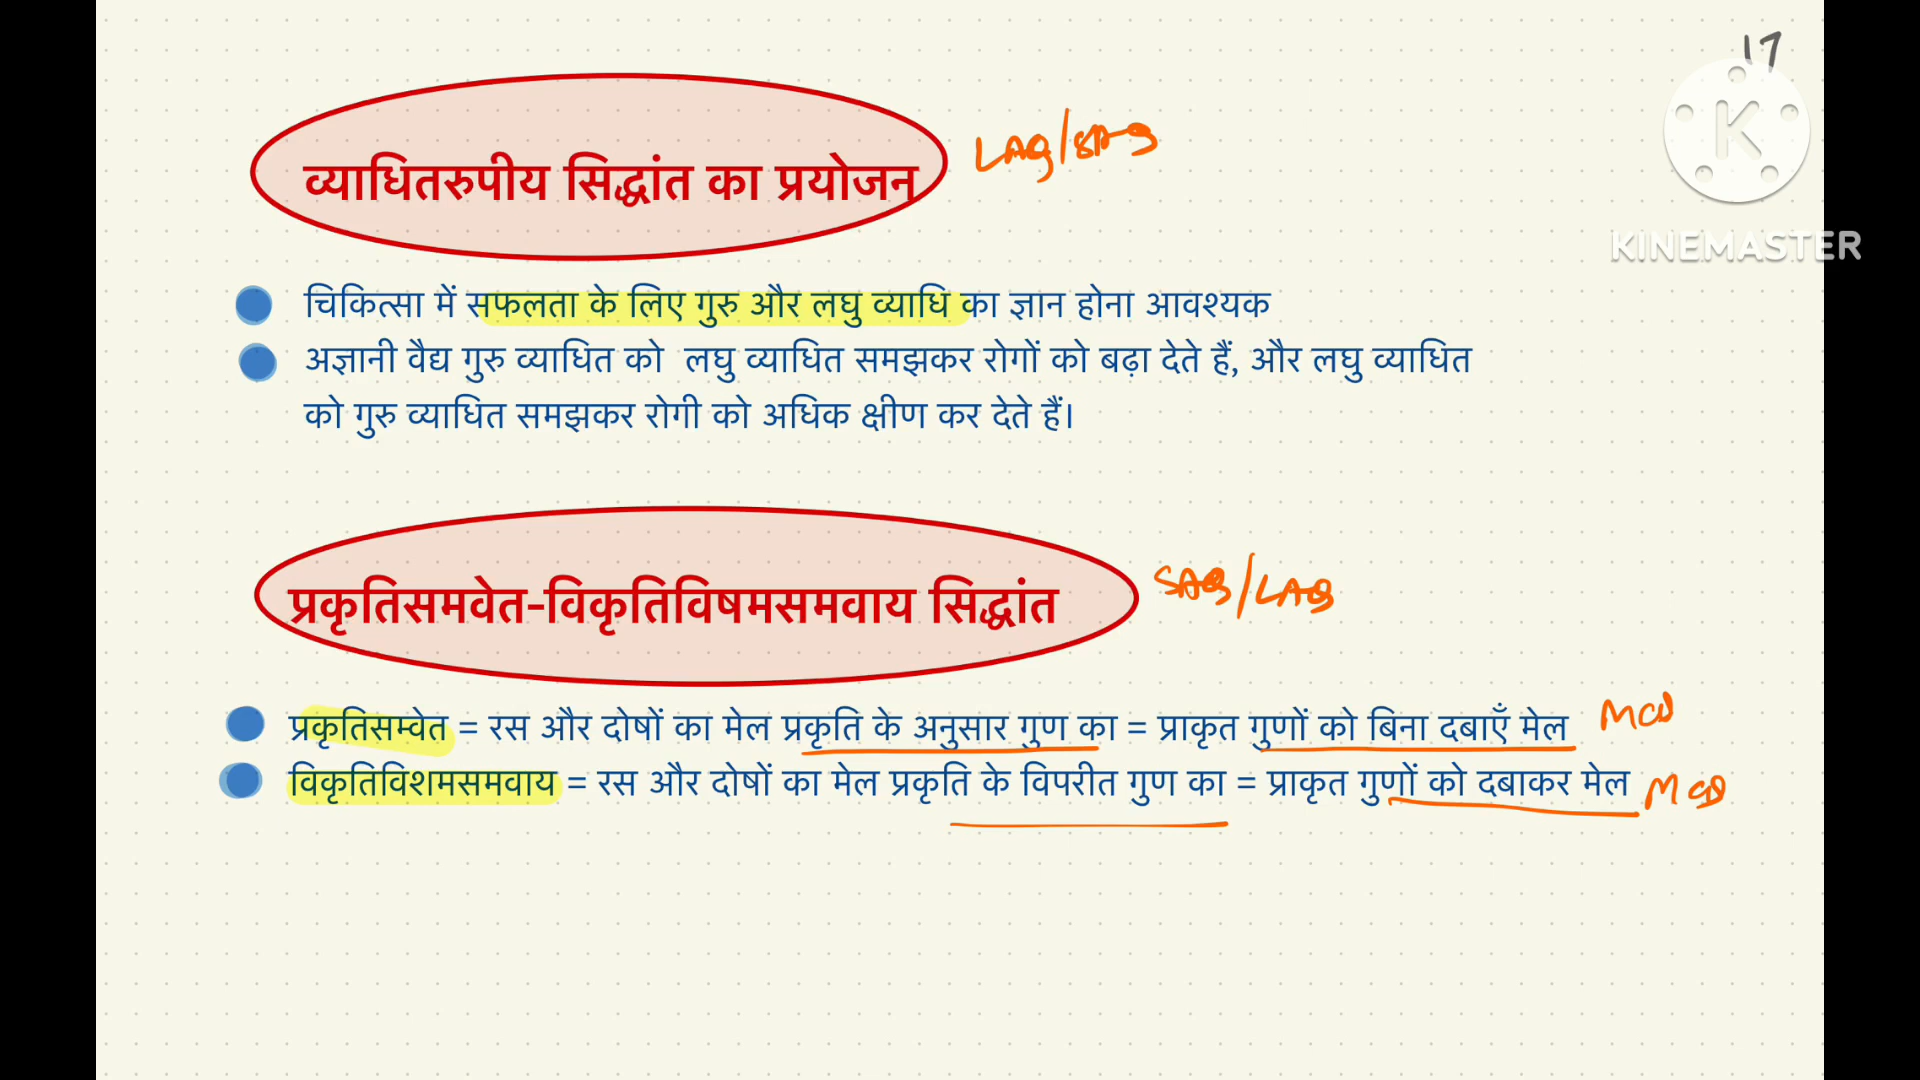 17
K
KINEMASTER
व्याधितरुपीय सिद्धांत का प्रयोजन
LAQ/SAQ
चिकित्सा में सफलता के लिए गुरु और लघु व्याधि का ज्ञान होना आवश्यक
अज्ञानी वैद्य गुरु व्याधित को लघु व्याधित समझकर रोगों को बढ़ा देते हैं, और लघु व्याधित
को गुरु व्याधित समझकर रोगी को अधिक क्षीण कर देते हैं।
प्रकृतिसमवेत-विकृतिविषमसमवाय सिद्धांत
SAQ/LAQ
प्रकृतिसम्वेत = रस और दोषों का मेल प्रकृति के अनुसार गुण का = प्राकृत गुणों को बिना दबाएँ मेल MCQ
विकृतिविशमसमवाय = रस और दोषों का मेल प्रकृति के विपरीत गुण का = प्राकृत गुणों को दबाकर मेल MCQ